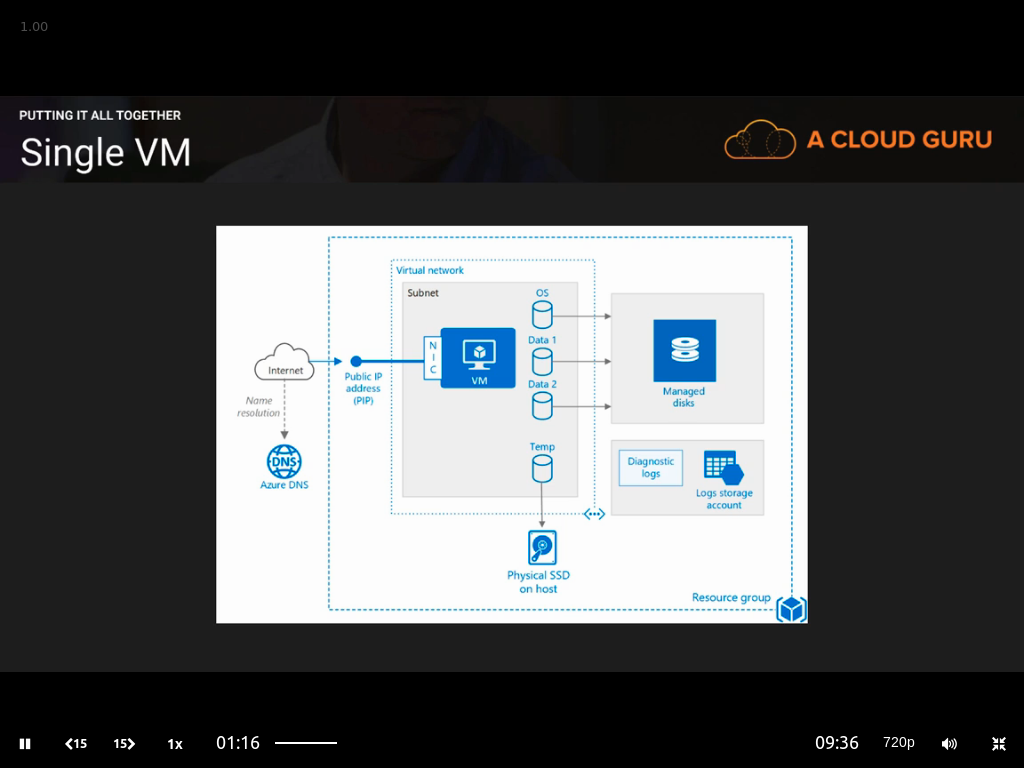 1.00
PUTTING IT ALL TOGETHER
Single VM
A CLOUD GURU
Virtual network
Subnet
OS
Data 1
Data 2
Temp
N
I
C
VM
Internet
Public IP
address
(PIP)
Name
resolution
DNS
Azure DNS
Managed
disks
Diagnostic
logs
Logs storage
account
Physical SSD
on host
Resource group
15
15
1x
01:16
09:36
720p